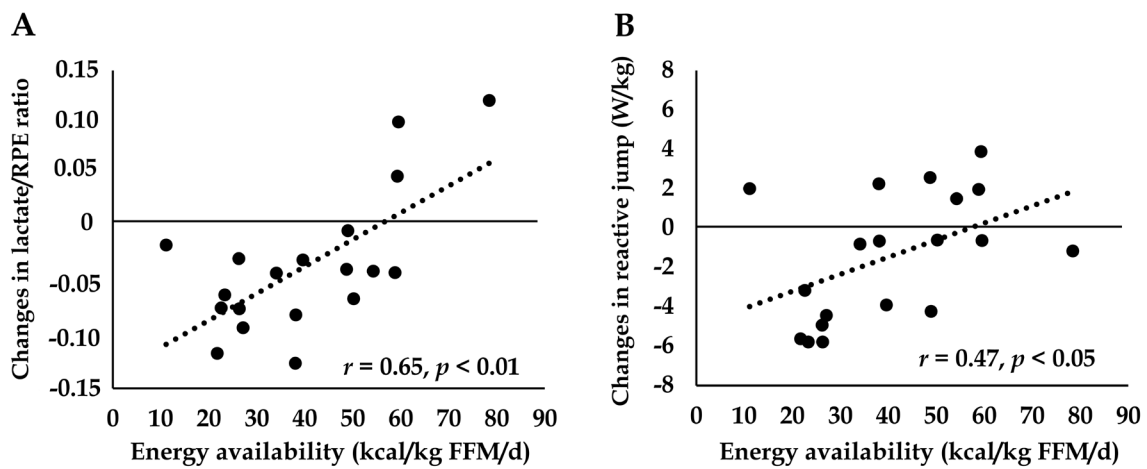 A
Changes in lactate/RPE ratio
0.15
0.10
0.05
0
-0.05
-0.10
-0.15
r = 0.65, p < 0.01
0 10 20 30 40 50 60 70 80 90
Energy availability (kcal/kg FFM/d)
B
Changes in reactive jump (W/kg)
8
6
4
2
0
-2
-4
-6
-8
r = 0.47, p < 0.05
0 10 20 30 40 50 60 70 80 90
Energy availability (kcal/kg FFM/d)